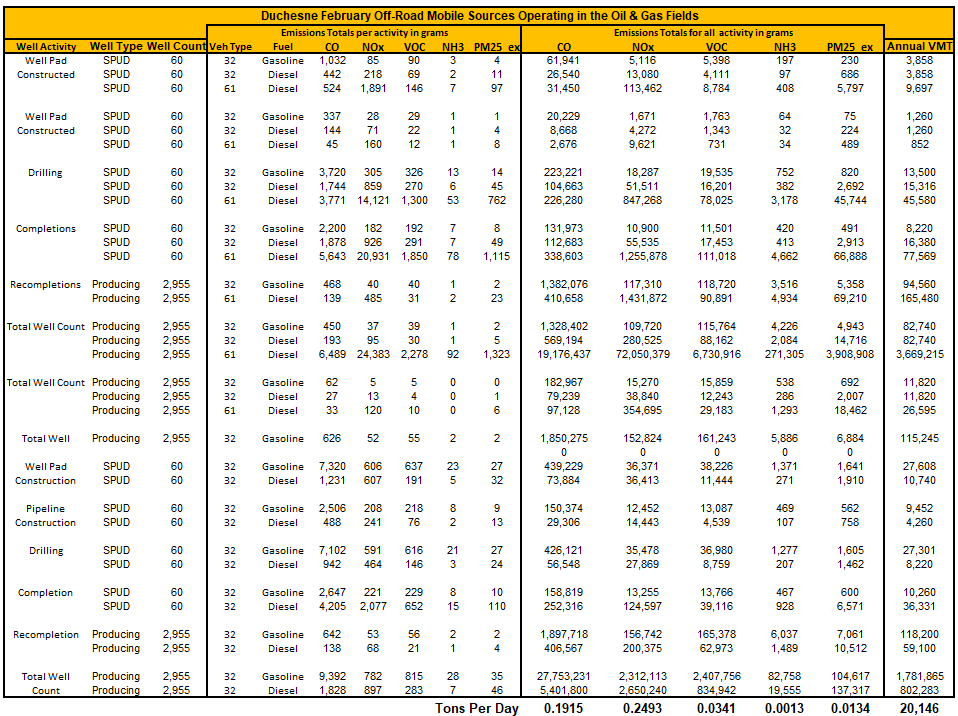 Duchesne February Off-Road Mobile Sources Operating in the Oil & Gas Fields
Emissions Totals per activity in grams Emissions Totals for all activity in grams
Well Activity Well Type Well Count Veh Type Fuel CO NOx VOC NH3 PM25_ex CO NOx VOC NH3 PM25_ex Annual VMT
Well Pad SPUD 60 32 Gasoline 1,032 85 90 3 4 61,941 5,116 5,398 197 230 3,858
Constructed SPUD 60 32 Diesel 442 218 69 2 11 26,540 13,080 4,111 97 686 3,858
SPUD 60 61 Diesel 524 1,891 146 7 97 31,450 113,462 8,784 408 5,797 9,697
Well Pad SPUD 60 32 Gasoline 337 28 29 1 1 20,229 1,671 1,763 64 75 1,260
Constructed SPUD 60 32 Diesel 144 71 22 1 4 8,668 4,272 1,343 32 224 1,260
SPUD 60 61 Diesel 45 160 12 1 8 2,676 9,621 731 34 489 852
Drilling SPUD 60 32 Gasoline 3,720 305 326 13 14 223,221 18,287 19,535 752 820 13,500
SPUD 60 32 Diesel 1,744 859 270 6 45 104,663 51,511 16,201 382 2,692 15,316
SPUD 60 61 Diesel 3,771 14,121 1,300 53 762 226,280 847,268 78,025 3,178 45,744 45,580
Completions SPUD 60 32 Gasoline 2,200 182 192 7 8 131,973 10,900 11,501 420 491 8,220
SPUD 60 32 Diesel 1,878 926 291 7 49 112,683 55,535 17,453 413 2,913 16,380
SPUD 60 61 Diesel 5,643 20,931 1,850 78 1,115 338,603 1,255,878 111,018 4,662 66,888 77,569
Recompletions Producing 2,955 32 Gasoline 468 40 40 1 2 1,382,076 117,310 118,720 3,516 5,358 94,560
Producing 2,955 61 Diesel 139 485 31 2 23 410,658 1,431,872 90,891 4,934 69,210 165,480
Total Well Count Producing 2,955 32 Gasoline 450 37 39 1 2 1,328,402 109,720 115,764 4,226 4,943 82,740
Producing 2,955 32 Diesel 193 95 30 1 5 569,194 280,525 88,162 2,084 14,716 82,740
Producing 2,955 61 Diesel 6,489 24,383 2,278 92 1,323 19,176,437 72,050,379 6,730,916 271,305 3,908,908 3,669,215
Total Well Count Producing 2,955 32 Gasoline 62 5 5 0 0 182,967 15,270 15,859 538 692 11,820
Producing 2,955 32 Diesel 27 13 4 0 1 79,239 38,840 12,243 286 2,007 11,820
Producing 2,955 61 Diesel 33 120 10 0 6 97,128 354,695 29,183 1,293 18,462 26,595
Total Well Producing 2,955 32 Gasoline 626 52 55 2 2 1,850,275 152,824 161,243 5,886 6,884 115,245
0 0 0 0 0
Well Pad SPUD 60 32 Gasoline 7,320 606 637 23 27 439,229 36,371 38,226 1,371 1,641 27,608
Construction SPUD 60 32 Diesel 1,231 607 191 5 32 73,884 36,413 11,444 271 1,910 10,740
Pipeline SPUD 60 32 Gasoline 2,506 208 218 8 9 150,374 12,452 13,087 469 562 9,452
Construction SPUD 60 32 Diesel 488 241 76 2 13 29,306 14,443 4,539 107 758 4,260
Drilling SPUD 60 32 Gasoline 7,102 591 616 21 27 426,121 35,478 36,980 1,277 1,605 27,301
SPUD 60 32 Diesel 942 464 146 3 24 56,548 27,869 8,759 207 1,462 8,220
Completion SPUD 60 32 Gasoline 2,647 221 229 8 10 158,819 13,255 13,766 467 600 10,260
SPUD 60 32 Diesel 4,205 2,077 652 15 110 252,316 124,597 39,116 928 6,571 36,331
Recompletion Producing 2,955 32 Gasoline 642 53 56 2 2 1,897,718 156,742 165,378 6,037 7,061 118,200
Producing 2,955 32 Diesel 138 68 21 1 4 406,567 200,375 62,973 1,489 10,512 59,100
Total Well Producing 2,955 32 Gasoline 9,392 782 815 28 35 27,753,231 2,312,113 2,407,756 82,758 104,617 1,781,865
Count Producing 2,955 32 Diesel 1,828 897 283 7 46 5,401,800 2,650,240 834,942 19,555 137,317 802,283
Tons Per Day 0.1915 0.2493 0.0341 0.0013 0.0134 20,146